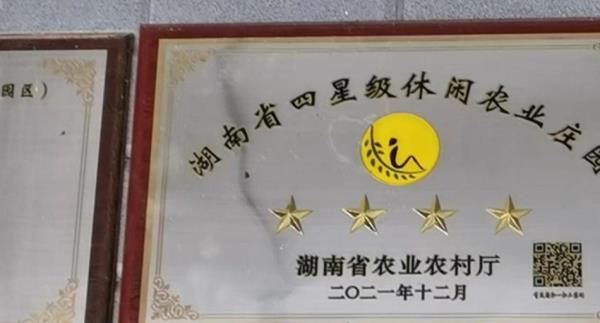 园区）
湖南省四星级休闲农业庄园
湖南省农业农村厅
二〇二一年十二月